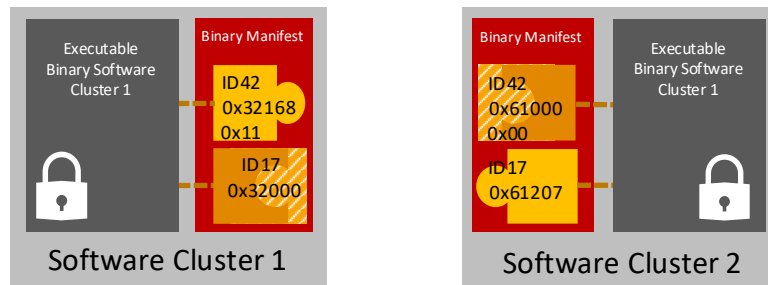 Executable
Binary Software
Cluster 1
Binary Manifest
ID42
0x32168
0x11
ID17
0x32000
Software Cluster 1
Binary Manifest
ID42
0x61000
0x00
ID17
0x61207
Executable
Binary Software
Cluster 1
Software Cluster 2